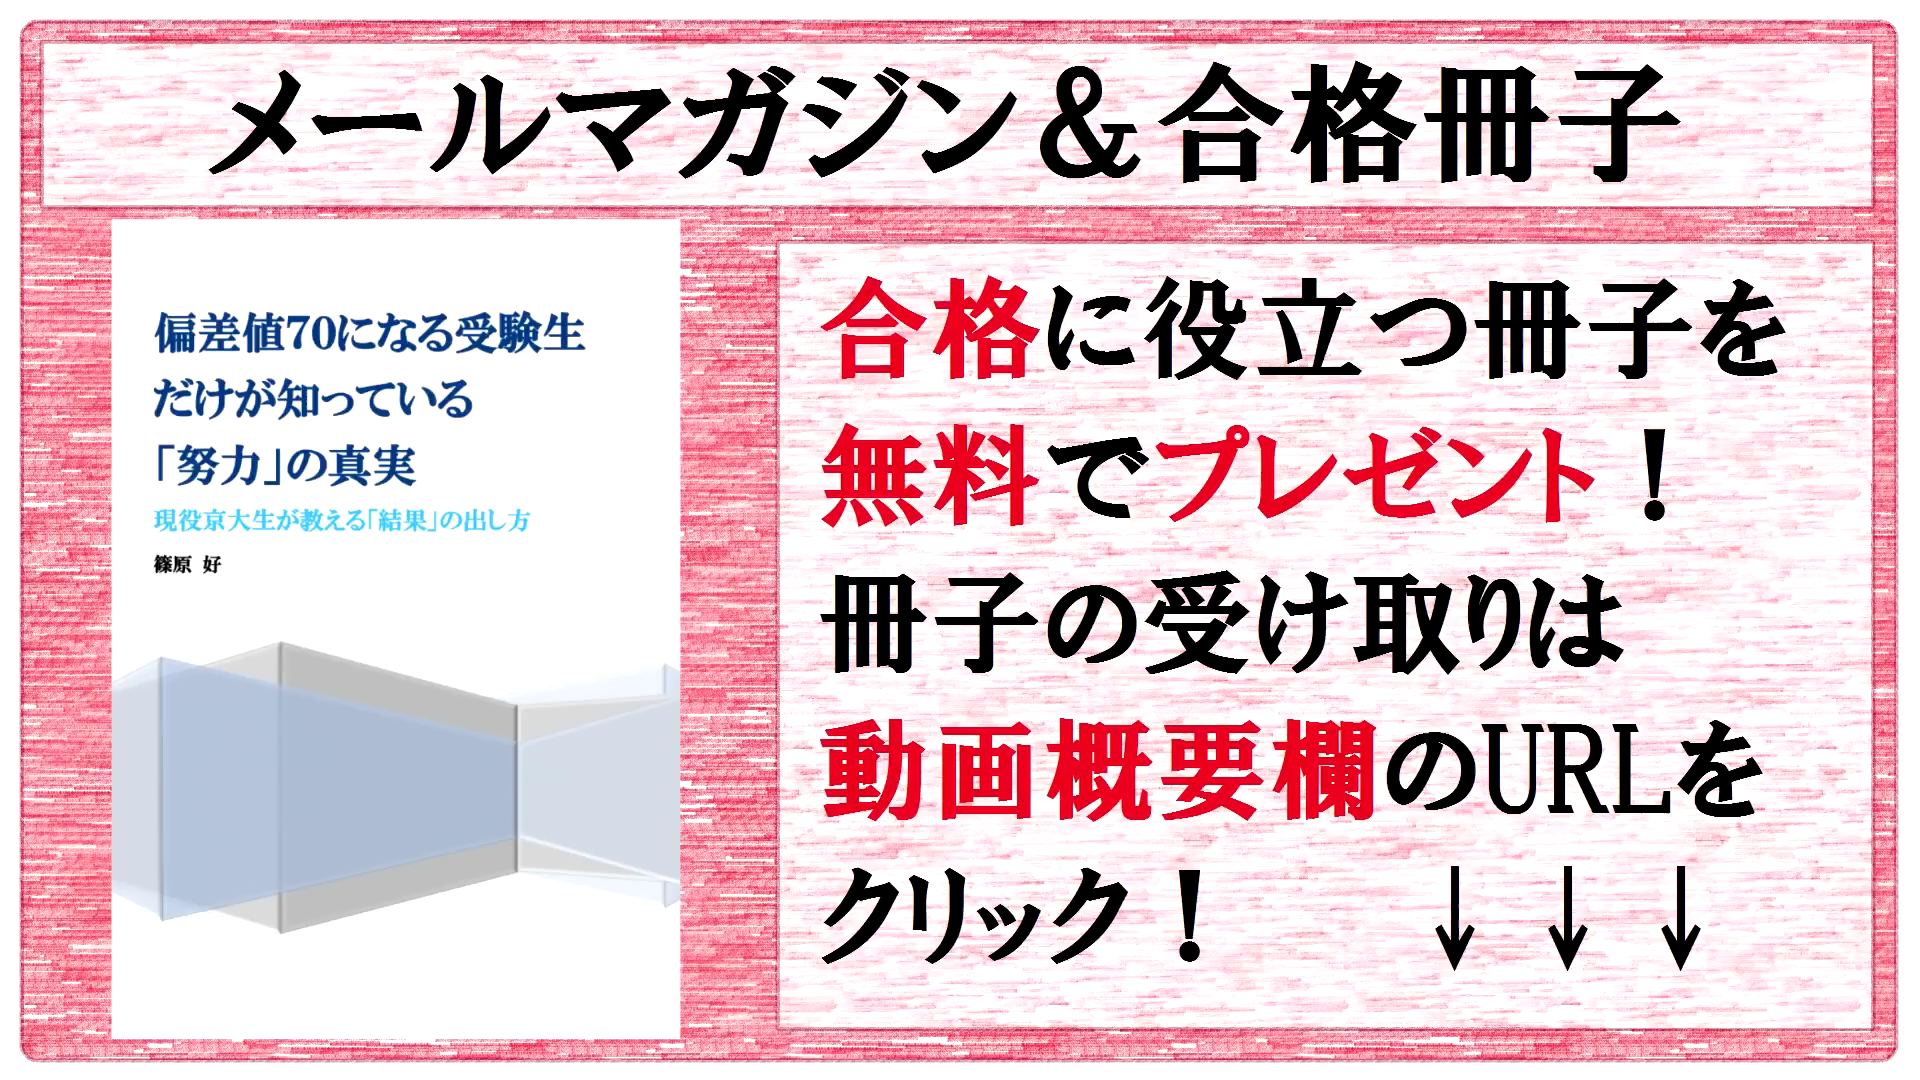 メールマガジン＆合格冊子
偏差値70になる受験生
だけが知っている
「努力」の真実
現役京大生が教える「結果」の出し方
篠原 好
合格に役立つ冊子を
無料でプレゼント！
冊子の受け取りは
動画概要欄のURLを
クリック！ ↓↓↓